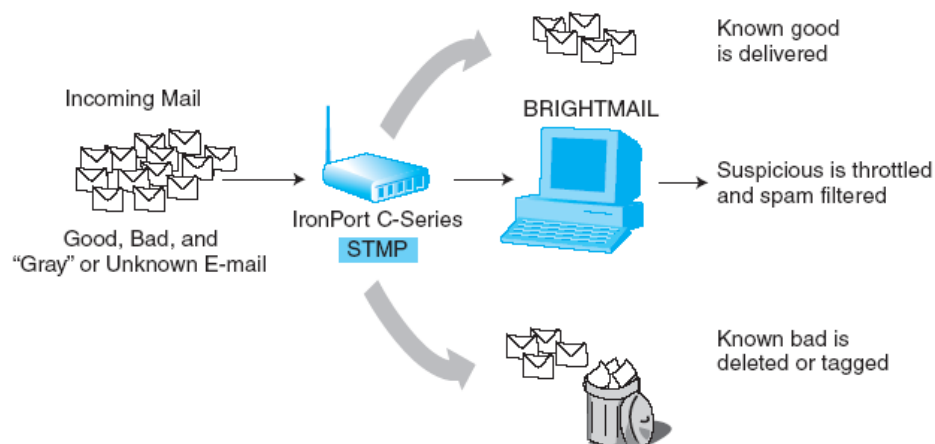 Incoming Mail
Good, Bad, and
“Gray” or Unknown E-mail
IronPort C-Series
STMP
BRIGHTMAIL
Known good
is delivered
Suspicious is throttled
and spam filtered
Known bad is
deleted or tagged